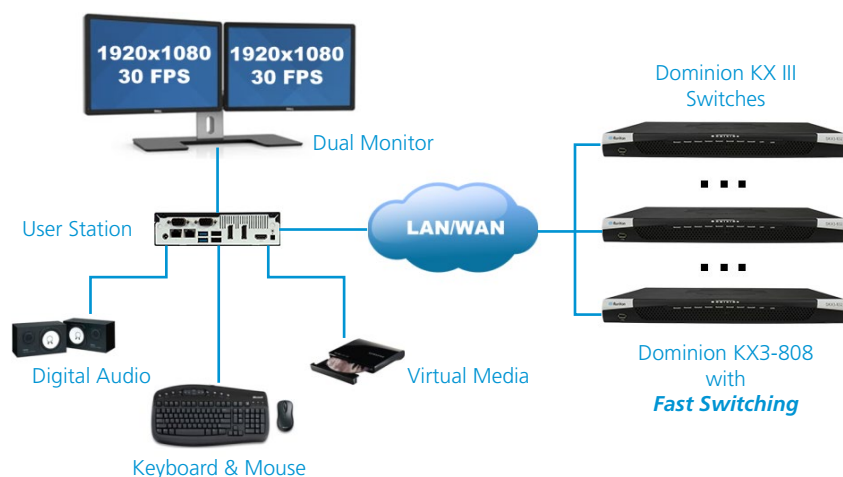 1920x1080
30 FPS
1920x1080
30 FPS
Dual Monitor
User Station
Digital Audio
Keyboard & Mouse
Virtual Media
LAN/WAN
Dominion KX III
Switches
Dominion KX3-808
with
Fast Switching